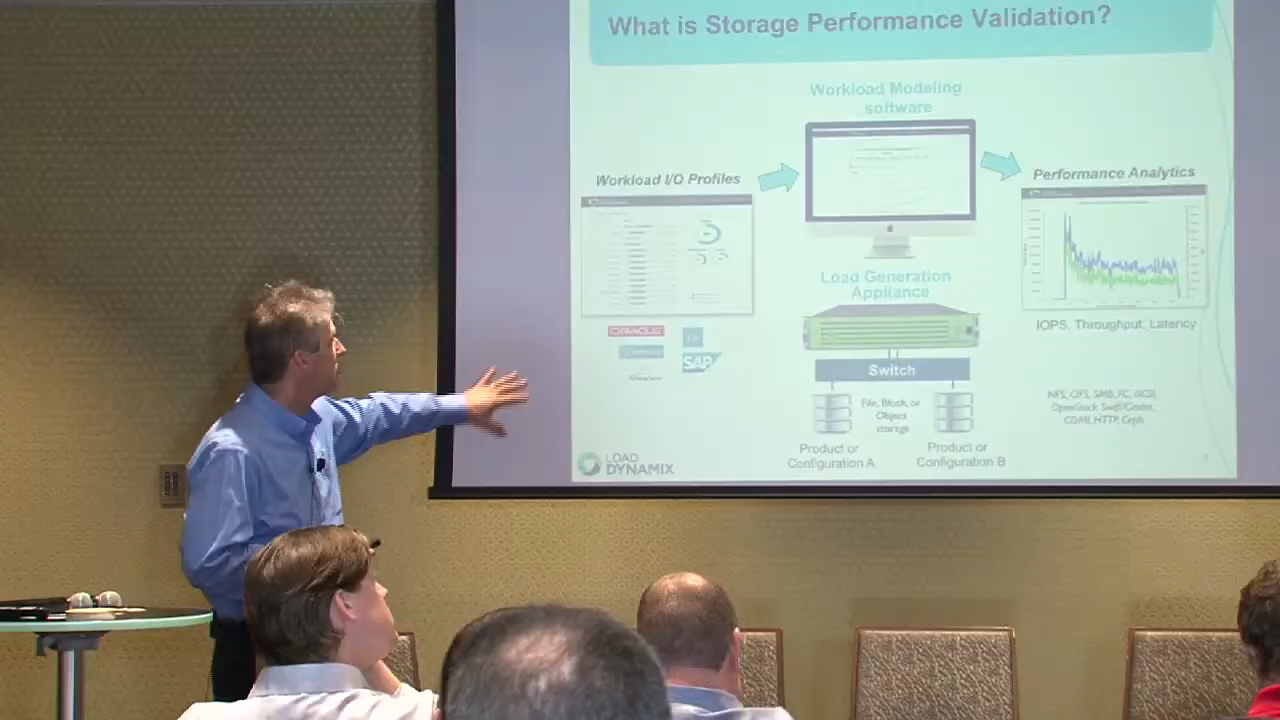 What is Storage Performance Validation?
Workload Modeling
software
Workload I/O Profiles
Performance Analytics
Load Generation
Appliance
ORACLE
SAP
IOPS, Throughput, Latency
Switch
File, Block, or
Object
storage
NFS, CIFS, SMB, FC, iSCSI,
OpenStack Swift/Cinder,
CDMI, HTTP, Ceph
Product or
Configuration A
Product or
Configuration B
LOAD
DYNAMIX